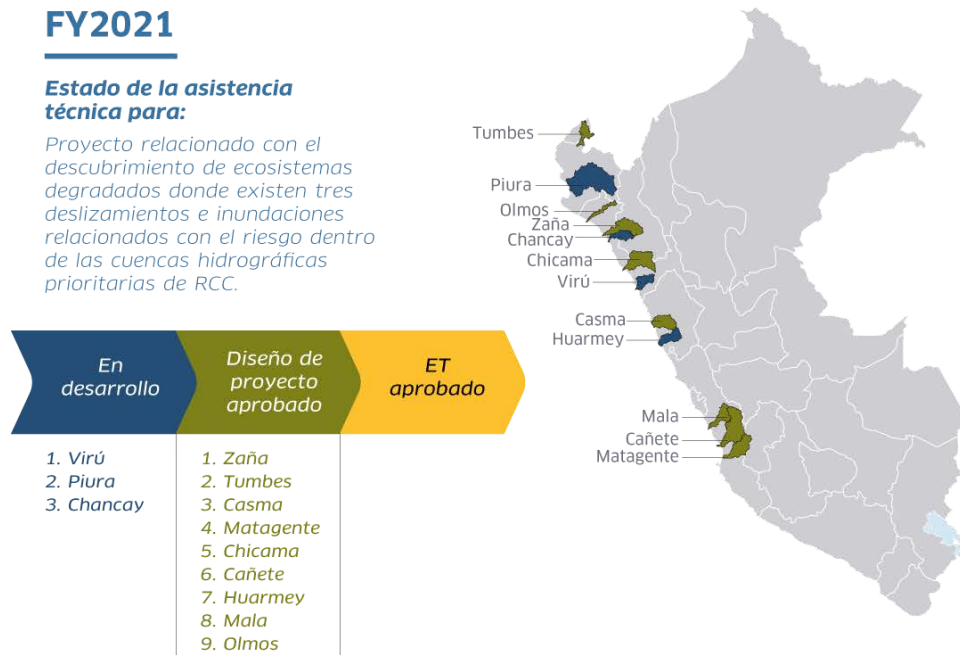 FY2021
Estado de la asistencia
técnica para:
Proyecto relacionado con el
descubrimiento de ecosistemas
degradados donde existen tres
deslizamientos e inundaciones
relacionados con el riesgo dentro
de las cuencas hidrográficas
prioritarias de RCC.
En
desarrollo
Diseño de
proyecto
aprobado
ET
aprobado
1. Virú
2. Piura
3. Chancay
1. Zaña
2. Tumbes
3. Casma
4. Matagente
5. Chicama
6. Cañete
7. Huarmey
8. Mala
9. Olmos
Tumbes
Piura
Olmos
Zaña
Chancay
Chicama
Virú
Casma
Huarmey
Mala
Cañete
Matagente